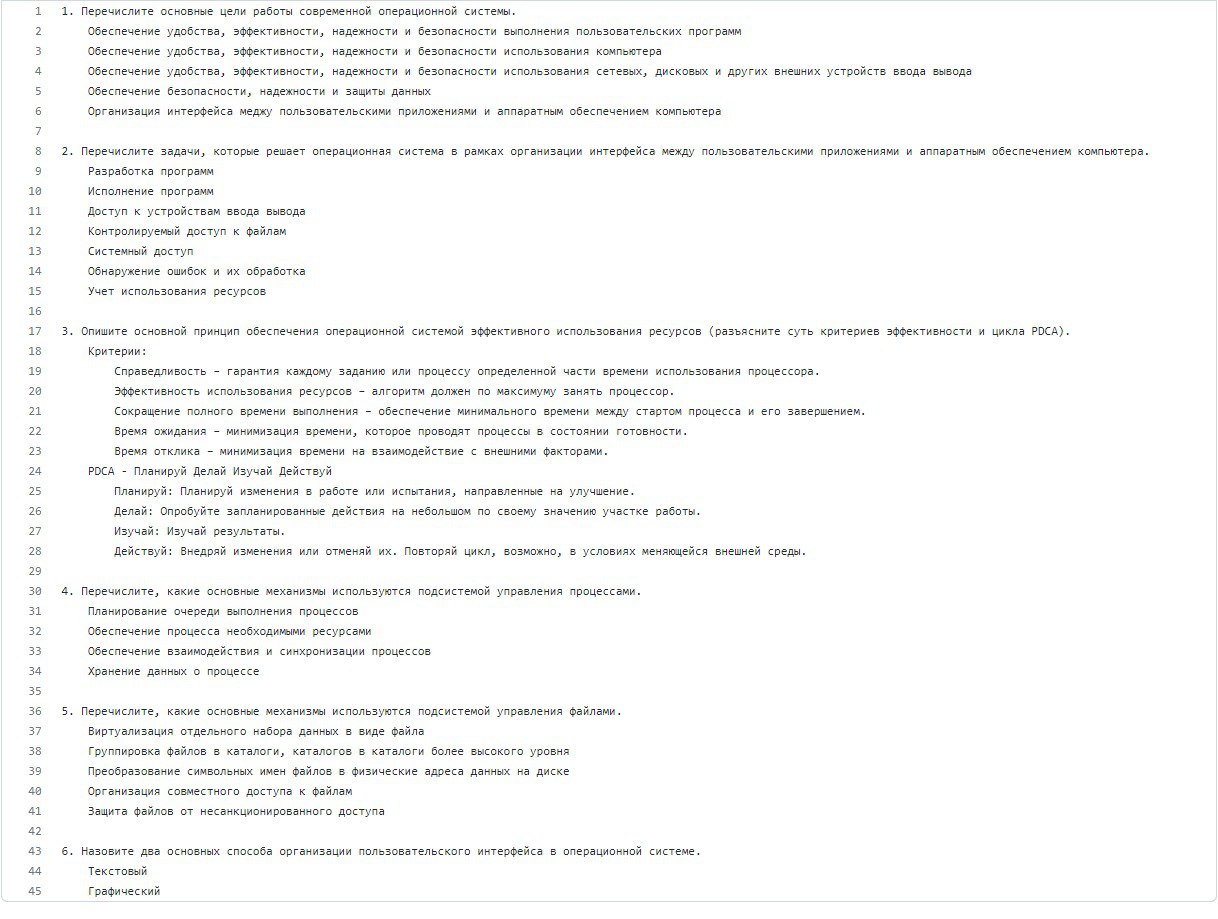 1 1. Перечислите основные цели работы современной операционной системы.
2 Обеспечение удобства, эффективности, надежности и безопасности выполнения пользовательских программ
3 Обеспечение удобства, эффективности, надежности и безопасности использования компьютера
4 Обеспечение удобства, эффективности, надежности и безопасности использования сетевых, дисковых и других внешних устройств ввода вывода
5 Обеспечение безопасности, надежности и защиты данных
6 Организация интерфейса меджу пользовательскими приложениями и аппаратным обеспечением компьютера
7
8 2. Перечислите задачи, которые решает операционная система в рамках организации интерфейса между пользовательскими приложениями и аппаратным обеспечением компьютера.
9 Разработка программ
10 Исполнение программ
11 Доступ к устройствам ввода вывода
12 Контролируемый доступ к файлам
13 Системный доступ
14 Обнаружение ошибок и их обработка
15 Учет использования ресурсов
16
17 3. Опишите основной принцип обеспечения операционной системой эффективного использования ресурсов (разъясните суть критериев эффективности и цикла PDCA).
18 Критерии:
19 Справедливость – гарантия каждому заданию или процессу определенной части времени использования процессора.
20 Эффективность использования ресурсов – алгоритм должен по максимуму занять процессор.
21 Сокращение полного времени выполнения – обеспечение минимального времени между стартом процесса и его завершением.
22 Время ожидания – минимизация времени, которое проводят процессы в состоянии готовности.
23 Время отклика – минимизация времени на взаимодействие с внешними факторами.
24 PDCA - Планируй Делай Изучай Действуй
25 Планируй: Планируй изменения в работе или испытания, направленные на улучшение.
26 Делай: Опробуйте запланированные действия на небольшом по своему значению участке работы.
27 Изучай: Изучай результаты.
28 Действуй: Внедряй изменения или отменяй их. Повторяй цикл, возможно, в условиях меняющейся внешней среды.
29
30 4. Перечислите, какие основные механизмы используются подсистемой управления процессами.
31 Планирование очереди выполнения процессов
32 Обеспечение процесса необходимыми ресурсами
33 Обеспечение взаимодействия и синхронизации процессов
34 Хранение данных о процессе
35
36 5. Перечислите, какие основные механизмы используются подсистемой управления файлами.
37 Виртуализация отдельного набора данных в виде файла
38 Группировка файлов в каталоги, каталогов в каталоги более высокого уровня
39 Преобразование символьных имен файлов в физические адреса данных на диске
40 Организация совместного доступа к файлам
41 Защита файлов от несанкционированного доступа
42
43 6. Назовите два основных способа организации пользовательского интерфейса в операционной системе.
44 Текстовый
45 Графический